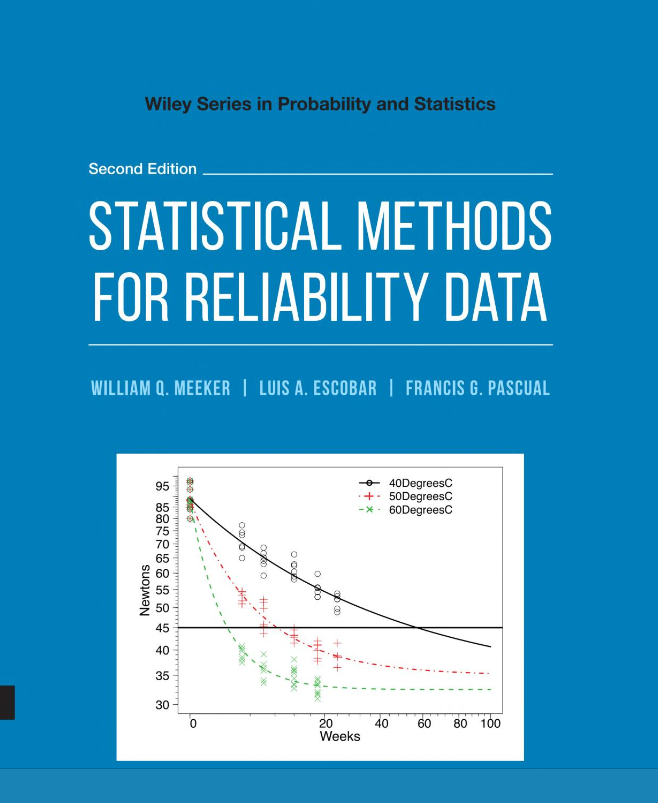 Wiley Series in Probability and Statistics
Second Edition
STATISTICAL METHODS
FOR RELIABILITY DATA
WILLIAM Q. MEEKER | LUIS A. ESCOBAR | FRANCIS G. PASCUAL
40DegreesC
50DegreesC
60DegreesC
95
85
80
75
70
65
60
55
50
45
40
35
30
Newtons
0 20 40 60 80 100
Weeks